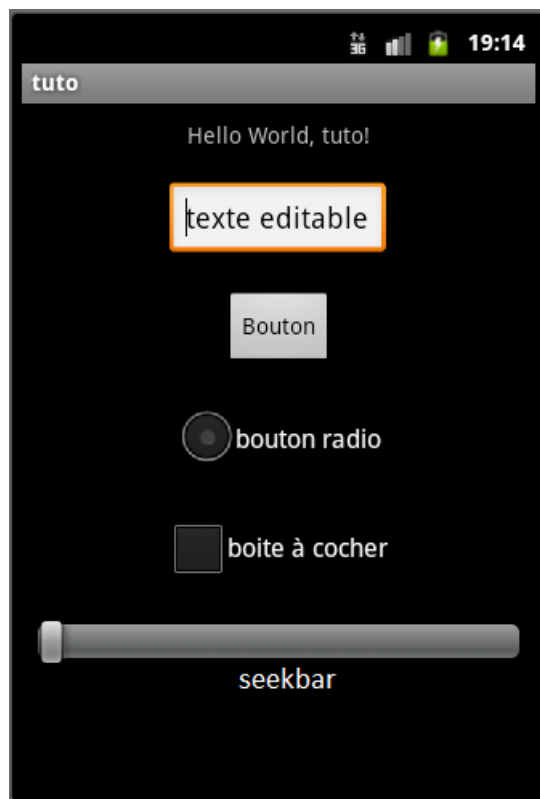 3G 19:14
tuto
Hello World, tuto!
texte editable
Bouton
bouton radio
boite à cocher
seekbar